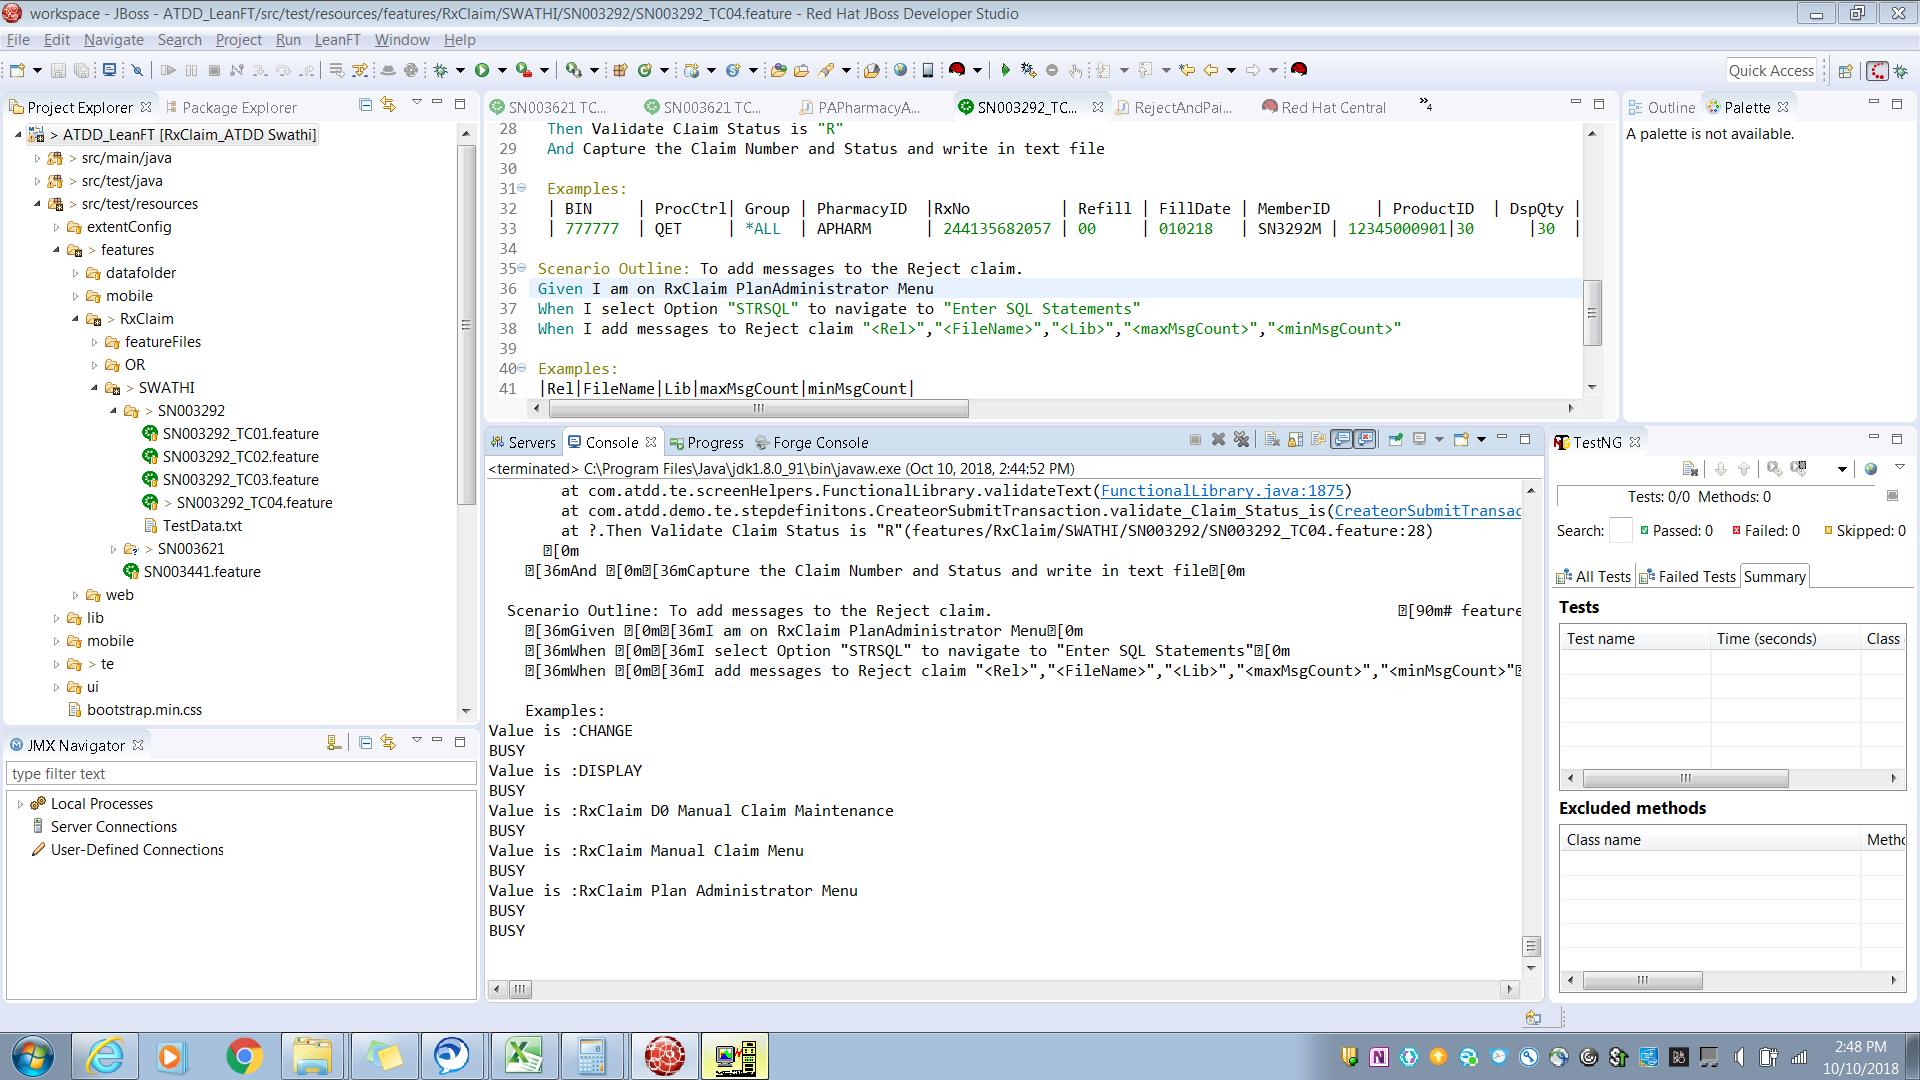 workspace - JBoss - ATDD_LeanFT/src/test/resources/features/RxClaim/SWATHI/SN003292/SN003292_TC04.feature - Red Hat JBoss Developer Studio
File Edit Navigate Search Project Run LeanFT Window Help
Quick Access
Project Explorer Package Explorer
> ATDD_LeanFT [RxClaim_ATDD Swathi]
> src/main/java
> src/test/java
> src/test/resources
extentConfig
> features
datafolder
mobile
> RxClaim
featureFiles
OR
> SWATHI
> SN003292
SN003292_TC01.feature
SN003292_TC02.feature
SN003292_TC03.feature
> SN003292_TC04.feature
TestData.txt
> SN003621
SN003441.feature
web
lib
mobile
> te
ui
bootstrap.min.css
JMX Navigator
type filter text
Local Processes
Server Connections
User-Defined Connections
SN003621 TC... SN003621 TC... PAPharmacyA... SN003292_TC... RejectAndPai... Red Hat Central »4
28 Then Validate Claim Status is "R"
29 And Capture the Claim Number and Status and write in text file
30
31 Examples:
32 | BIN | ProcCtrl| Group | PharmacyID |RxNo | Refill | FillDate | MemberID | ProductID | DspQty |
33 | 777777 | QET | *ALL | APHARM | 244135682057 | 00 | 010218 | SN3292M | 12345000901|30 |30 |
34
35 Scenario Outline: To add messages to the Reject claim.
36 Given I am on RxClaim PlanAdministrator Menu
37 When I select Option "STRSQL" to navigate to "Enter SQL Statements"
38 When I add messages to Reject claim "<Rel>","<FileName>","<Lib>","<maxMsgCount>","<minMsgCount>"
39
40 Examples:
41 |Rel|FileName|Lib|maxMsgCount|minMsgCount|
Outline Palette
A palette is not available.
Servers Console Progress Forge Console
<terminated> C:\Program Files\Java\jdk1.8.0_91\bin\javaw.exe (Oct 10, 2018, 2:44:52 PM)
at com.atdd.te.screenHelpers.FunctionalLibrary.validateText(FunctionalLibrary.java:1875)
at com.atdd.demo.te.stepdefinitons.CreateorSubmitTransaction.validate_Claim_Status_is(CreateorSubmitTransac
at ?.Then Validate Claim Status is "R"(features/RxClaim/SWATHI/SN003292/SN003292_TC04.feature:28)
[0m
[36mAnd [0m[36mCapture the Claim Number and Status and write in text file[0m
Scenario Outline: To add messages to the Reject claim. [90m# feature
[36mGiven [0m[36mI am on RxClaim PlanAdministrator Menu[0m
[36mWhen [0m[36mI select Option "STRSQL" to navigate to "Enter SQL Statements"[0m
[36mWhen [0m[36mI add messages to Reject claim "<Rel>","<FileName>","<Lib>","<maxMsgCount>","<minMsgCount>"
Examples:
Value is :CHANGE
BUSY
Value is :DISPLAY
BUSY
Value is :RxClaim D0 Manual Claim Maintenance
BUSY
Value is :RxClaim Manual Claim Menu
BUSY
Value is :RxClaim Plan Administrator Menu
BUSY
BUSY
TestNG
Tests: 0/0 Methods: 0
Search: Passed: 0 Failed: 0 Skipped: 0
All Tests Failed Tests Summary
Tests
Test name Time (seconds) Class
Excluded methods
Class name Metho
2:48 PM
10/10/2018